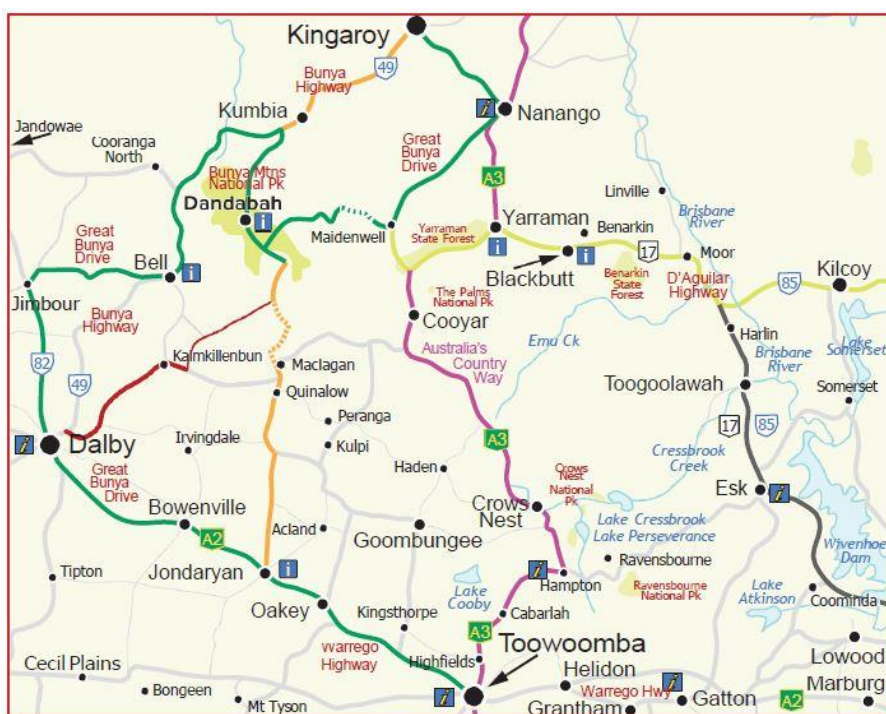 Kingaroy
49
Bunya
Highway
Kumbia
i
Nanango
Jandowae
Cooranga
North
Great
Bunya
Drive
Bunya Mtns
National Pk
Dandabah
i
A3
Linville
Brisbane
River
Maidenwell
Yarraman
State Forest
Yarraman
i
Benarkin
Blackbutt
i
17
Moor
Benarkin
State
Forest
D'Aguilar
Highway
85
Kilcoy
Great
Bunya
Drive
Bell
i
Jimbour
Bunya
Highway
The Palms
National Pk
Cooyar
Emu Ck
Harlin
Brisbane
River
Lake
Somerset
82
49
Kaimkillenbun
Maclagan
Quinalow
Australia's
Country
Way
Toogoolawah
Somerset
Peranga
Kulpi
i
Dalby
Irvingdale
A3
17
85
Great
Bunya
Drive
Haden
Cressbrook
Creek
Crows
Nest
National
Pk
Esk
i
Bowenville
A2
Acland
Goombungee
Crows
Nest
Lake Cressbrook
Lake Perseverance
Wivenhoe
Dam
Jondaryan
i
Tipton
Ravensbourne
i
Hampton
Ravensbourne
National Pk
Lake
Atkinson
Coominda
Oakey
Kingsthorpe
Lake
Cooby
Cabarlah
Warrego
Highway
A3
Toowoomba
Highfields
Lowood
Cecil Plains
Helidon
i
Marburg
Bongeen
Mt Tyson
i
Warrego Hwy
Gatton
A2
Grantham